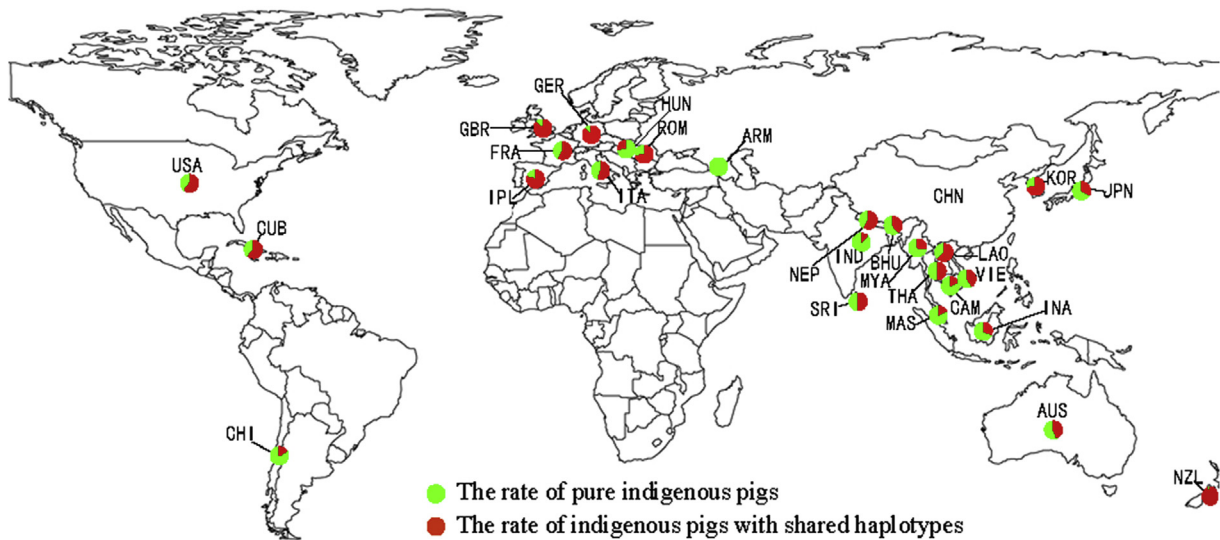 GER
HUN
GBR
ROM
ARM
FRA
USA
IPL
ITA
CHN
KOR
JPN
CUB
IND
BHU
LAO
NEP
MYA
VIE
THA
SRI
CAM
MAS
INA
AUS
CHI
NZL
The rate of pure indigenous pigs
The rate of indigenous pigs with shared haplotypes